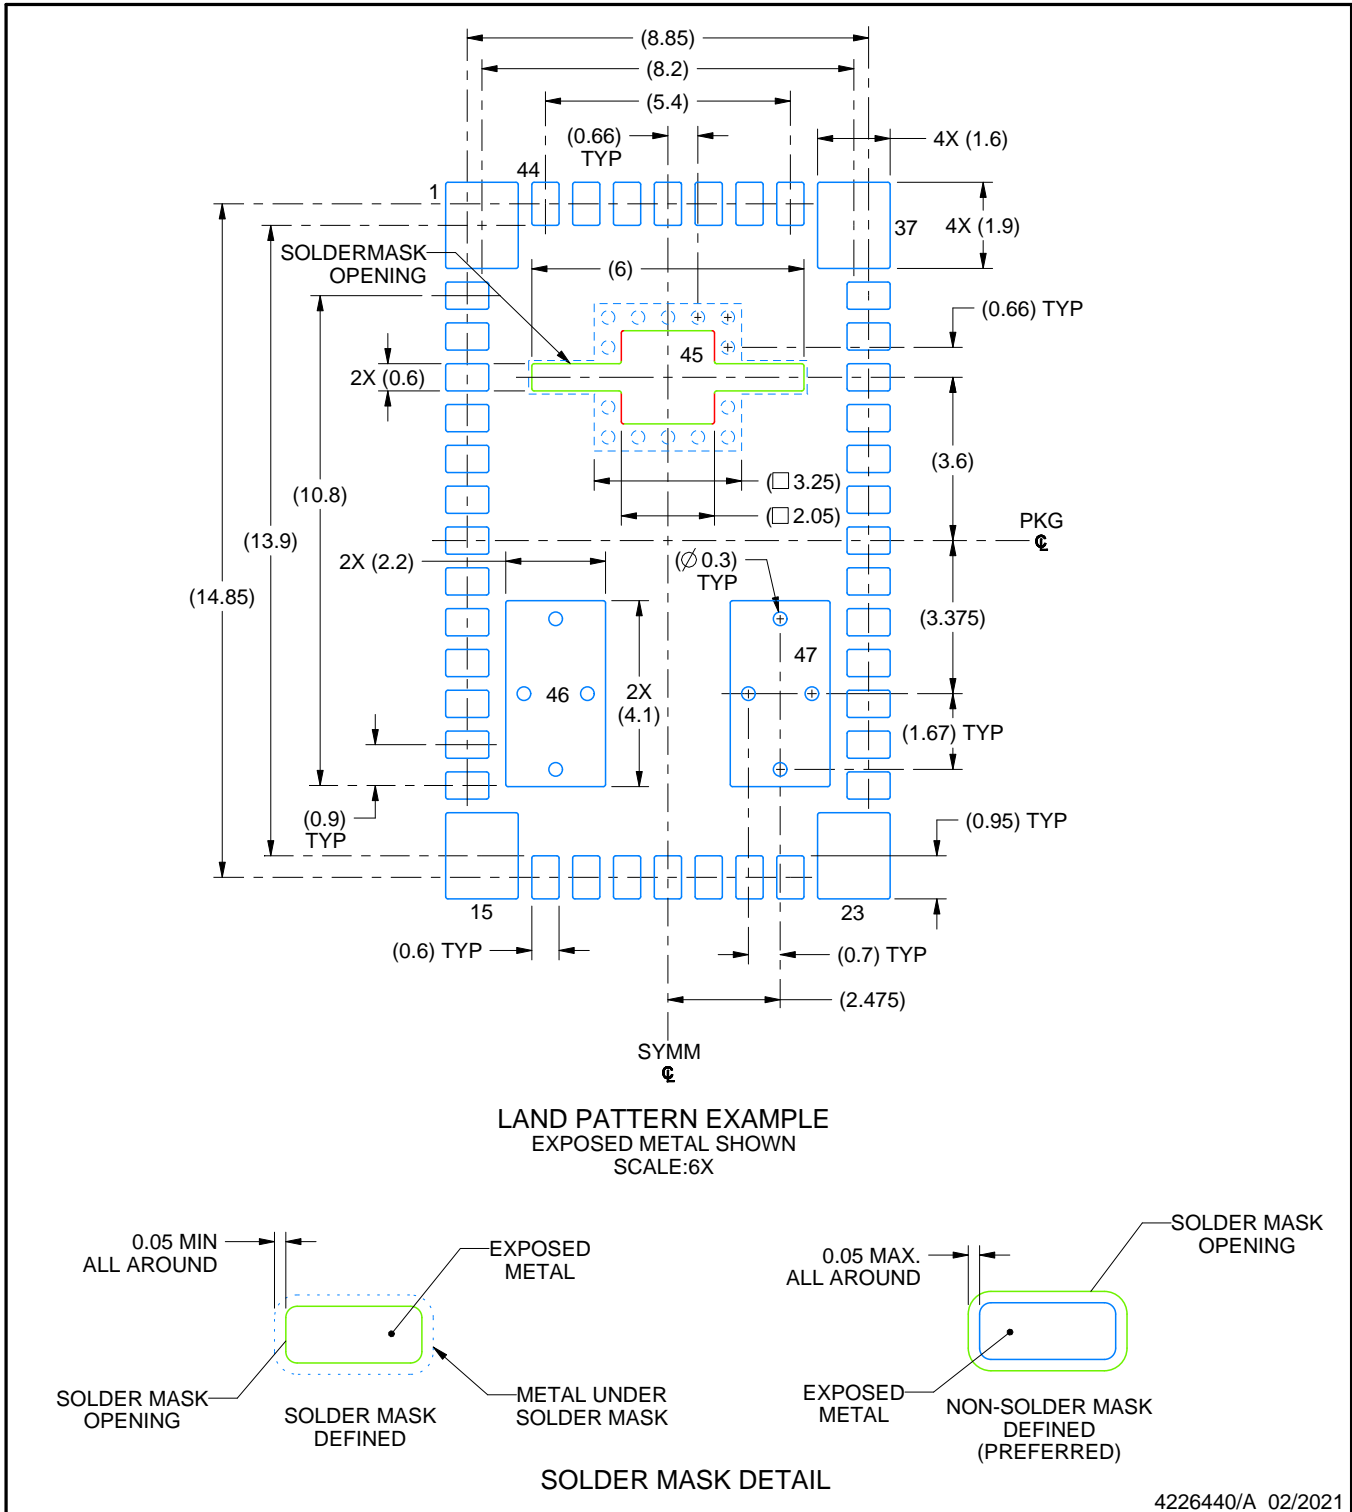 (8.85)
(8.2)
(5.4)
(0.66)
TYP
4X (1.6)
44
1
37
4X (1.9)
SOLDERMASK
OPENING
(6)
(0.66) TYP
45
2X (0.6)
(3.6)
(□ 3.25)
(10.8)
(□ 2.05)
PKG
℄
(13.9)
2X (2.2)
(∅ 0.3)
TYP
(14.85)
(3.375)
47
46
2X
(4.1)
(1.67) TYP
(0.9)
TYP
(0.95) TYP
15
23
(0.6) TYP
(0.7) TYP
(2.475)
SYMM
℄
LAND PATTERN EXAMPLE
EXPOSED METAL SHOWN
SCALE:6X
0.05 MIN
ALL AROUND
EXPOSED
METAL
SOLDER MASK
OPENING
METAL UNDER
SOLDER MASK
SOLDER MASK
DEFINED
0.05 MAX.
ALL AROUND
SOLDER MASK
OPENING
EXPOSED
METAL
NON-SOLDER MASK
DEFINED
(PREFERRED)
SOLDER MASK DETAIL
4226440/A 02/2021